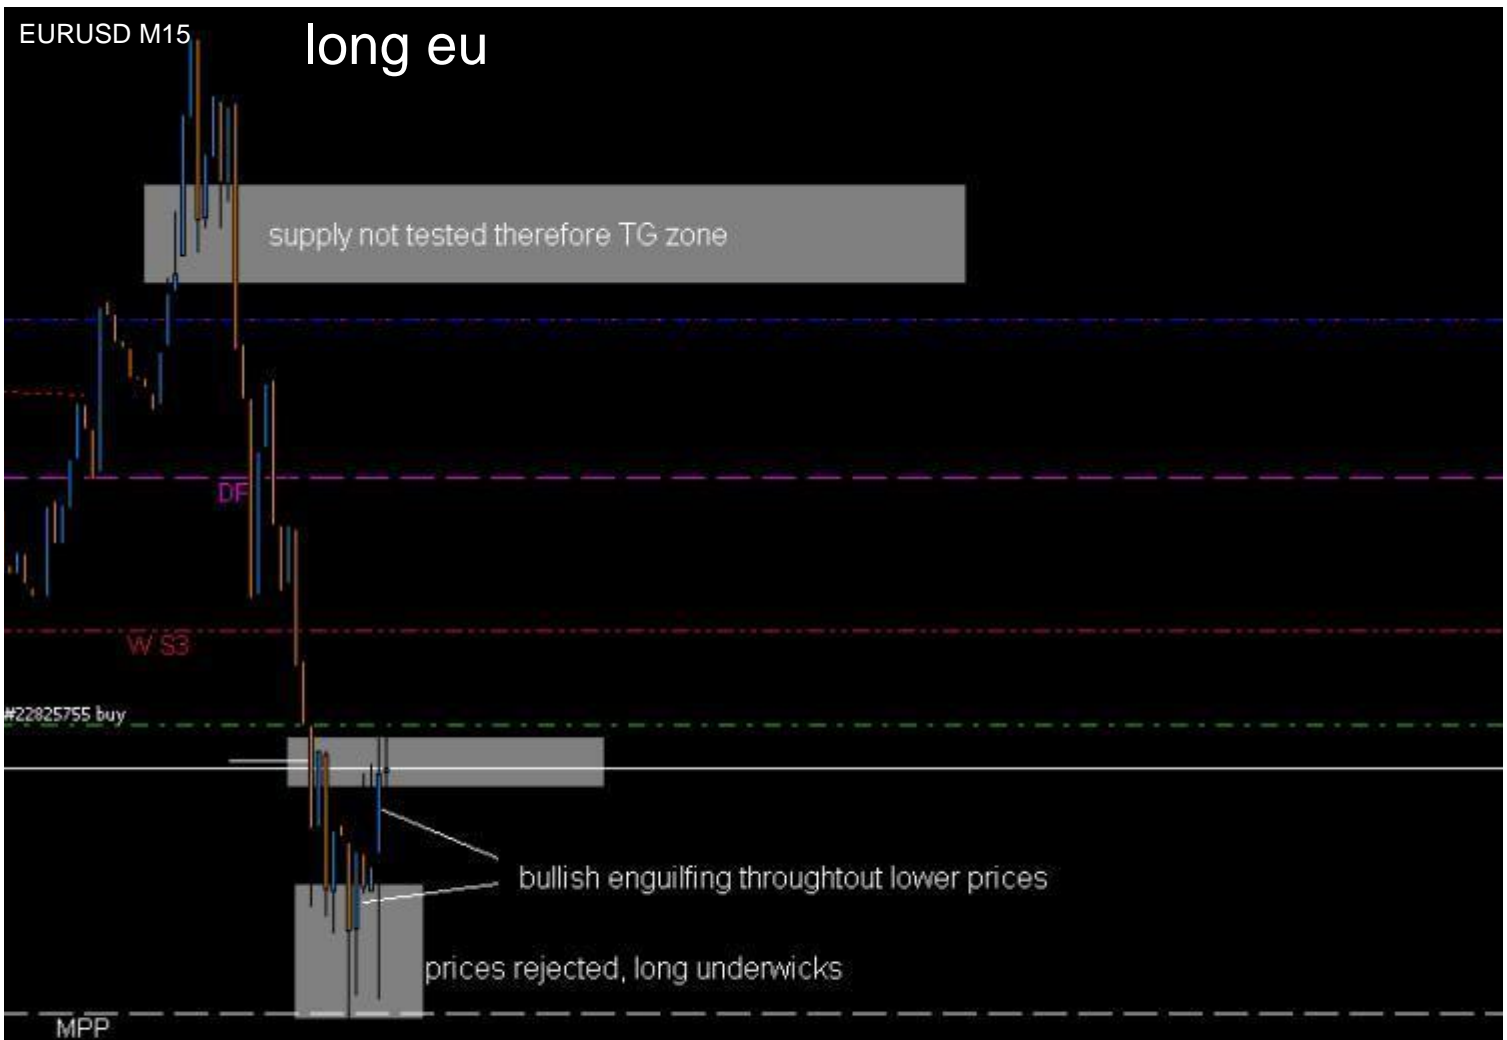 EURUSD M15
long eu
supply not tested therefore TG zone
DF
W S3
#22825755 buy
bullish enguilfing throughtout lower prices
prices rejected, long underwicks
MPP